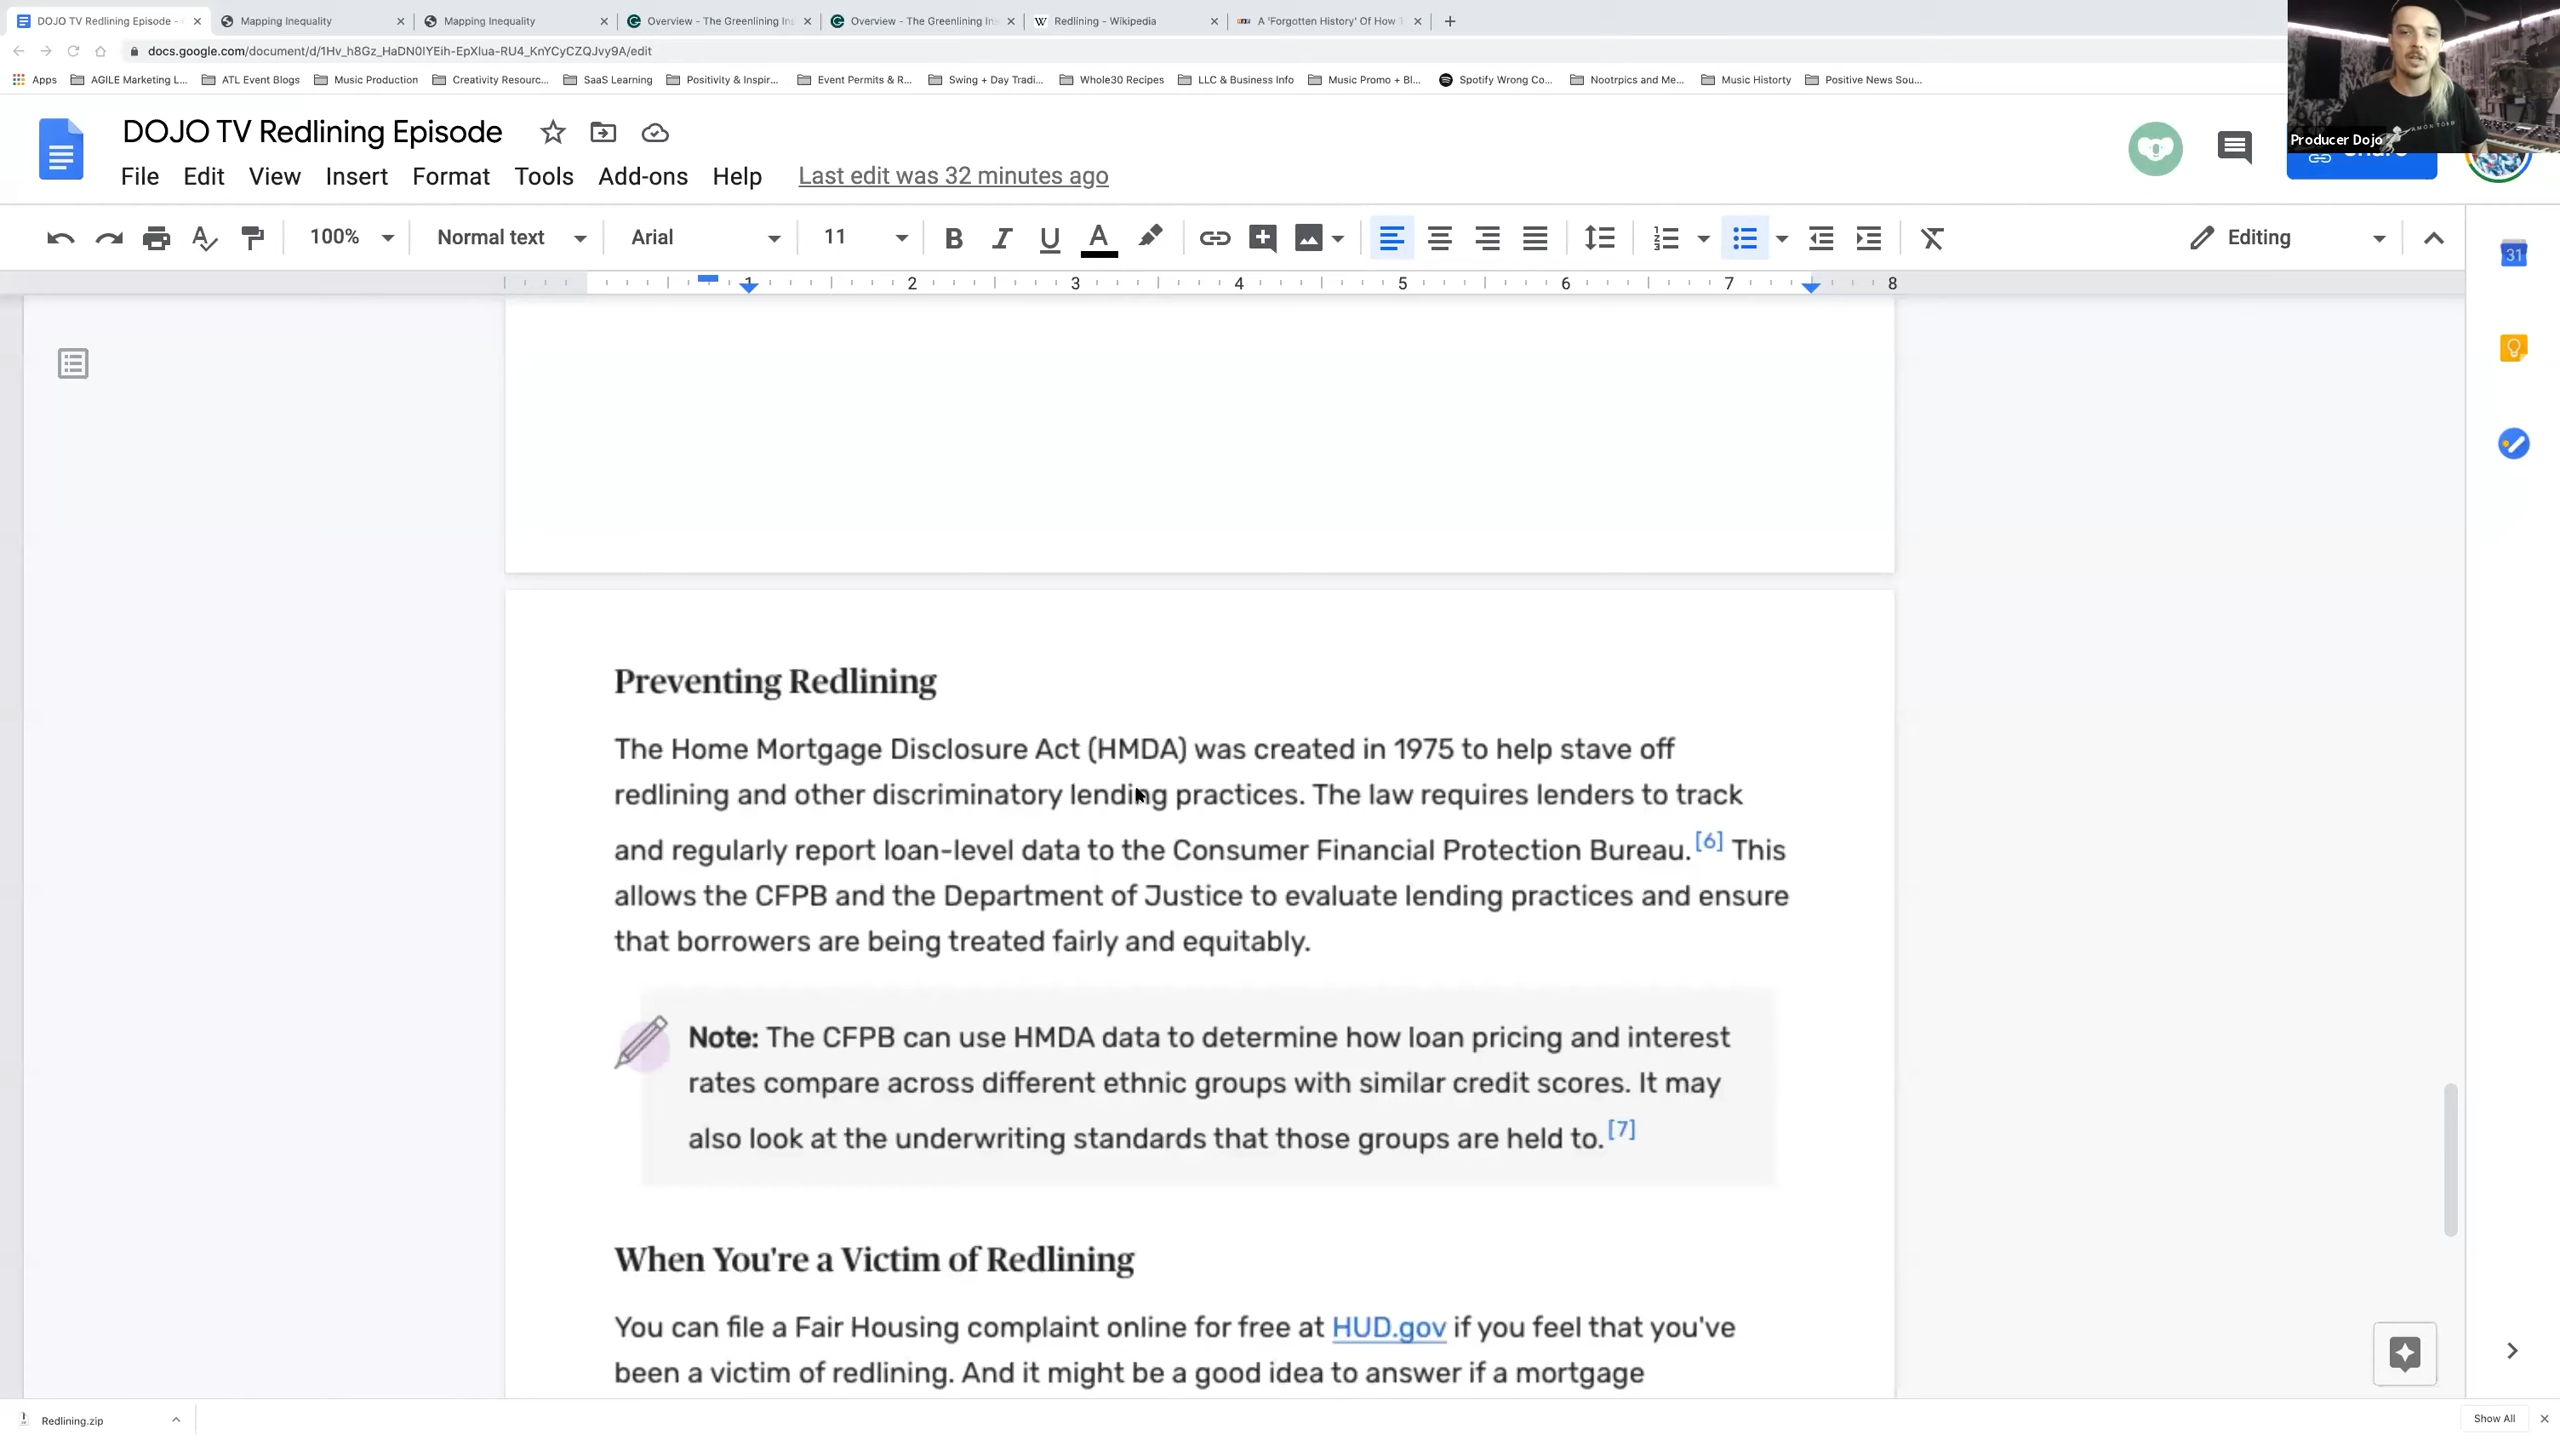 DOJO TV Redlining Episode -
Mapping Inequality
Mapping Inequality
Overview - The Greenlining In
Overview - The Greenlining In
Redlining - Wikipedia
A 'Forgotten History' Of How
docs.google.com/document/d/1Hv_h8Gz_HaDN0IYEih-EpXlua-RU4_KnYCyCZQJvy9A/edit
Apps
AGILE Marketing L...
ATL Event Blogs
Music Production
Creativity Resourc...
SaaS Learning
Positivity & Inspir...
Event Permits & R...
Swing + Day Tradi...
Whole30 Recipes
LLC & Business Info
Music Promo + Bl...
Spotify Wrong Co...
Nootrpics and Me...
Music Historty
Positive News Sou...
Producer Dojo
DOJO TV Redlining Episode
File Edit View Insert Format Tools Add-ons Help Last edit was 32 minutes ago
100% Normal text Arial 11 B I U A Editing
1 2 3 4 5 6 7 8
31
Preventing Redlining
The Home Mortgage Disclosure Act (HMDA) was created in 1975 to help stave off
redlining and other discriminatory lending practices. The law requires lenders to track
and regularly report loan-level data to the Consumer Financial Protection Bureau. [6] This
allows the CFPB and the Department of Justice to evaluate lending practices and ensure
that borrowers are being treated fairly and equitably.
Note: The CFPB can use HMDA data to determine how loan pricing and interest
rates compare across different ethnic groups with similar credit scores. It may
also look at the underwriting standards that those groups are held to. [7]
When You're a Victim of Redlining
You can file a Fair Housing complaint online for free at HUD.gov if you feel that you've
been a victim of redlining. And it might be a good idea to answer if a mortgage
Redlining.zip
Show All